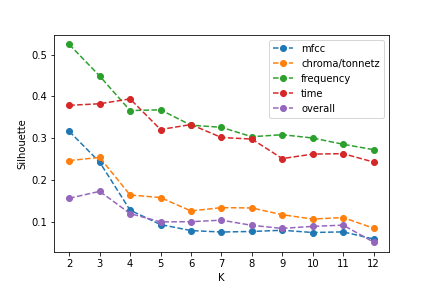 mfcc
chroma/tonnetz
frequency
time
overall
Silhouette
0.5
0.4
0.3
0.2
0.1
2 3 4 5 6 7 8 9 10 11 12
K